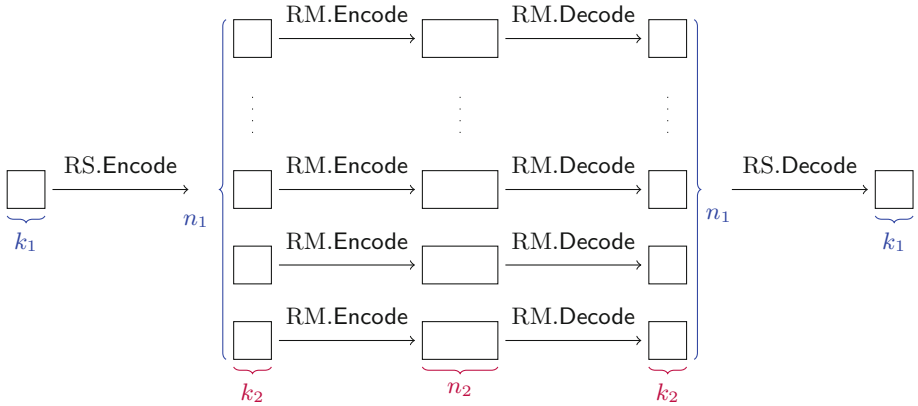 RM.Encode RM.Decode
RS.Encode RM.Encode RM.Decode RS.Decode
n₁ n₁
k₁ k₁
RM.Encode RM.Decode
RM.Encode RM.Decode
k₂ n₂ k₂